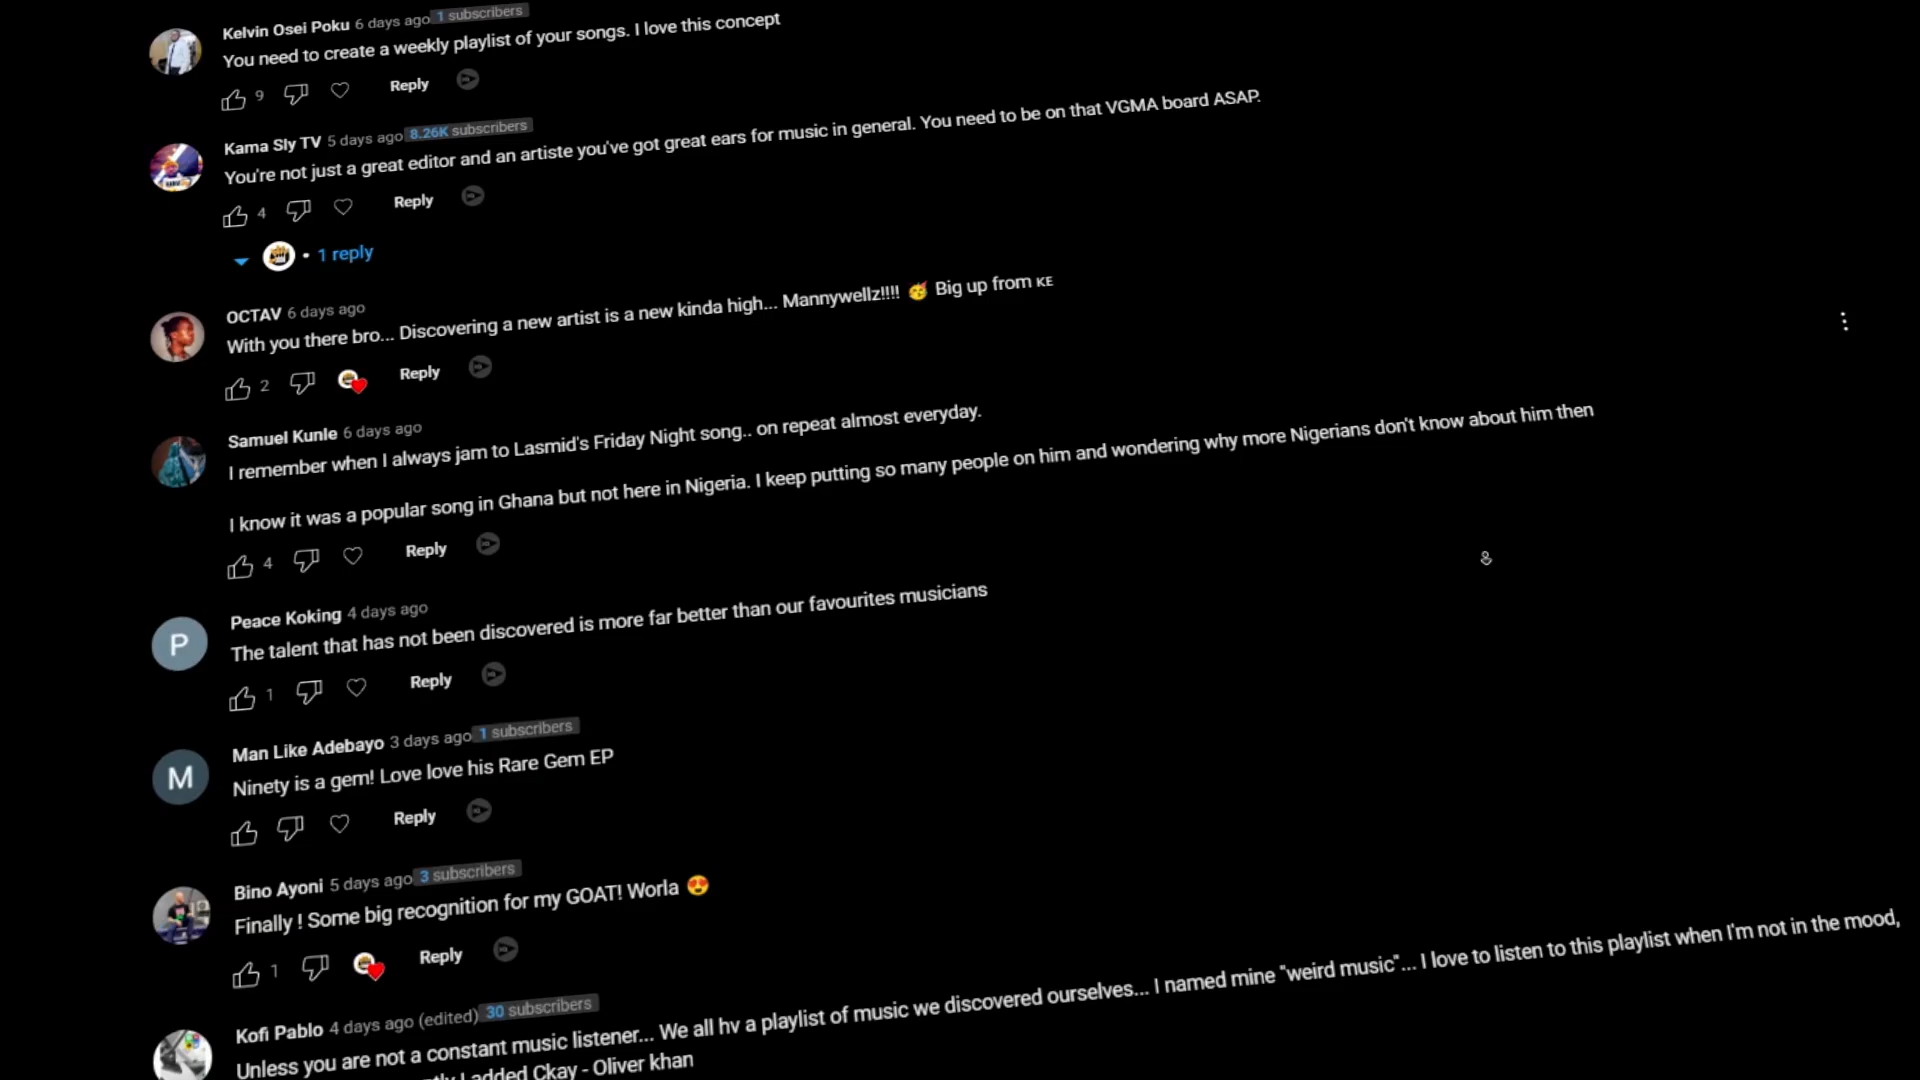 Kelvin Osei Poku 6 days ago 1 subscribers
You need to create a weekly playlist of your songs. I love this concept
9 Reply
Kama Sly TV 5 days ago 8.26K subscribers
You're not just a great editor and an artiste you've got great ears for music in general. You need to be on that VGMA board ASAP.
4 Reply
• 1 reply
OCTAV 6 days ago
With you there bro... Discovering a new artist is a new kinda high... Mannywellz!!!! 🥳 Big up from KE
2 Reply
Samuel Kunle 6 days ago
I remember when I always jam to Lasmid's Friday Night song.. on repeat almost everyday.
I know it was a popular song in Ghana but not here in Nigeria. I keep putting so many people on him and wondering why more Nigerians don't know about him then
4 Reply
P
Peace Koking 4 days ago
The talent that has not been discovered is more far better than our favourites musicians
1 Reply
M
Man Like Adebayo 3 days ago 1 subscribers
Ninety is a gem! Love love his Rare Gem EP
Reply
Bino Ayoni 5 days ago 3 subscribers
Finally ! Some big recognition for my GOAT! Worla 😍
1 Reply
Kofi Pablo 4 days ago (edited) 30 subscribers
Unless you are not a constant music listener... We all hv a playlist of music we discovered ourselves... I named mine "weird music"... I love to listen to this playlist when I'm not in the mood,
I added Ckay - Oliver khan